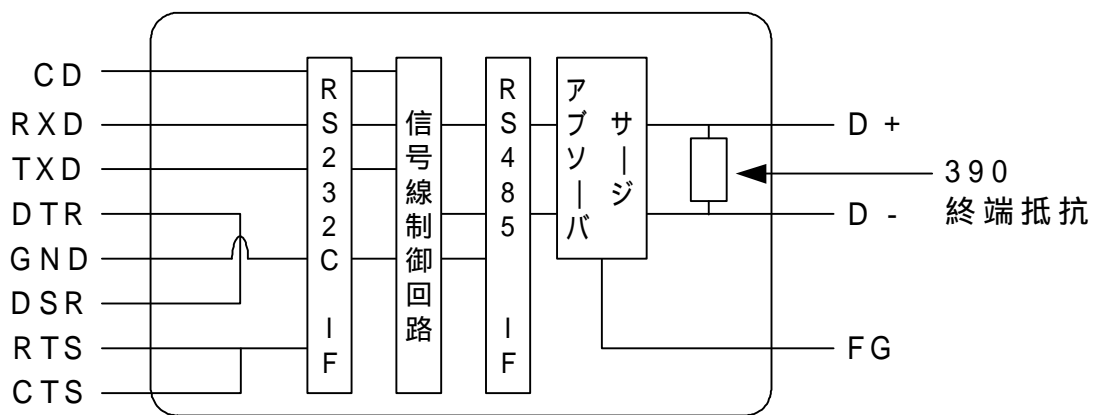 CD
RXD
TXD
DTR
GND
DSR
RTS
CTS
RS232C IF
信号線制御回路
RS485 IF
サージ
アブソーバ
D +
390
終端抵抗
D -
FG